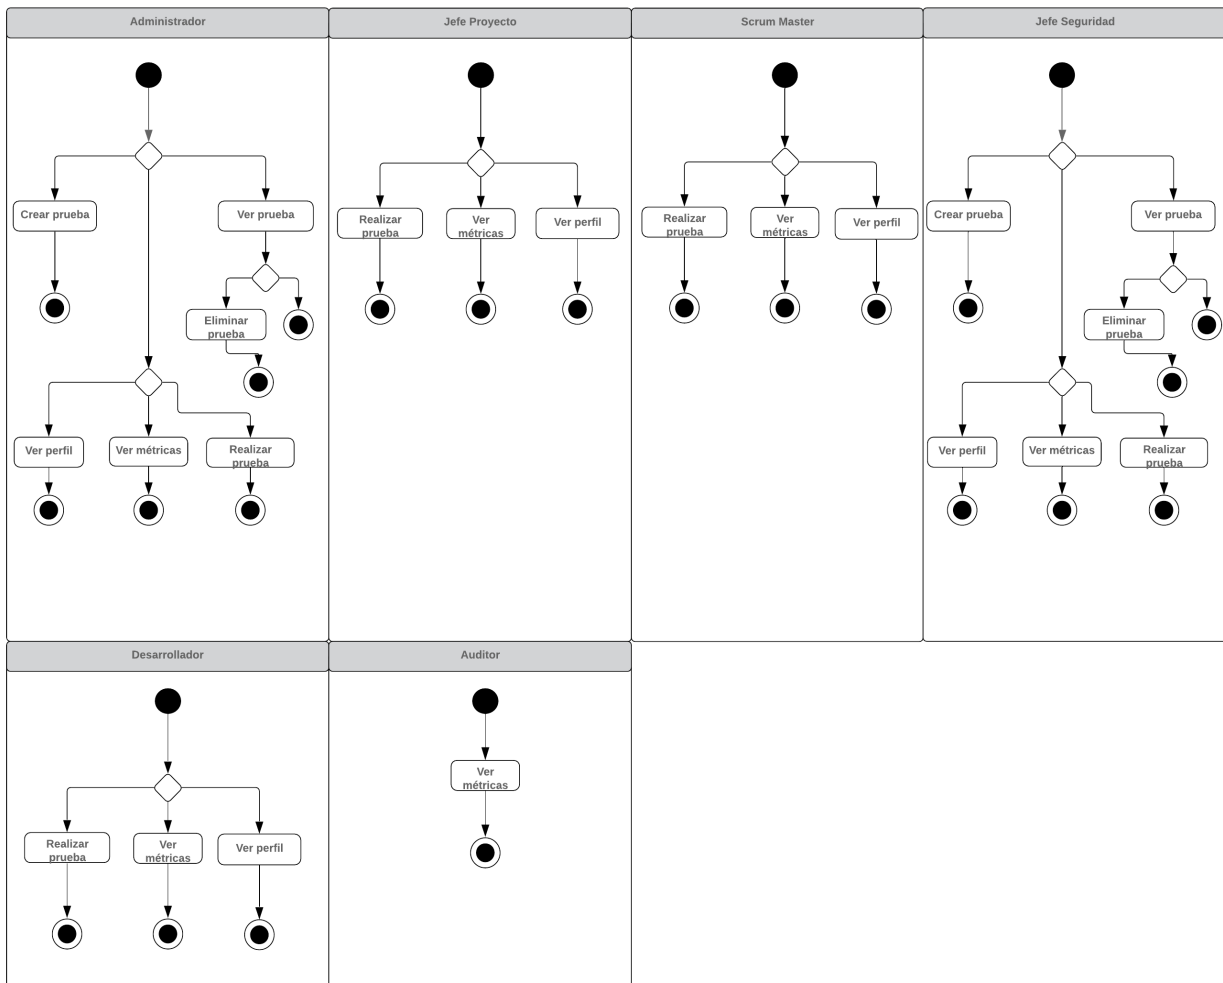 Administrador
Jefe Proyecto
Scrum Master
Jefe Seguridad
Crear prueba
Ver prueba
Eliminar
prueba
Ver perfil
Ver métricas
Realizar
prueba
Realizar
prueba
Ver
métricas
Ver perfil
Realizar
prueba
Ver
métricas
Ver perfil
Crear prueba
Ver prueba
Eliminar
prueba
Ver perfil
Ver métricas
Realizar
prueba
Desarrollador
Auditor
Realizar
prueba
Ver
métricas
Ver perfil
Ver
métricas